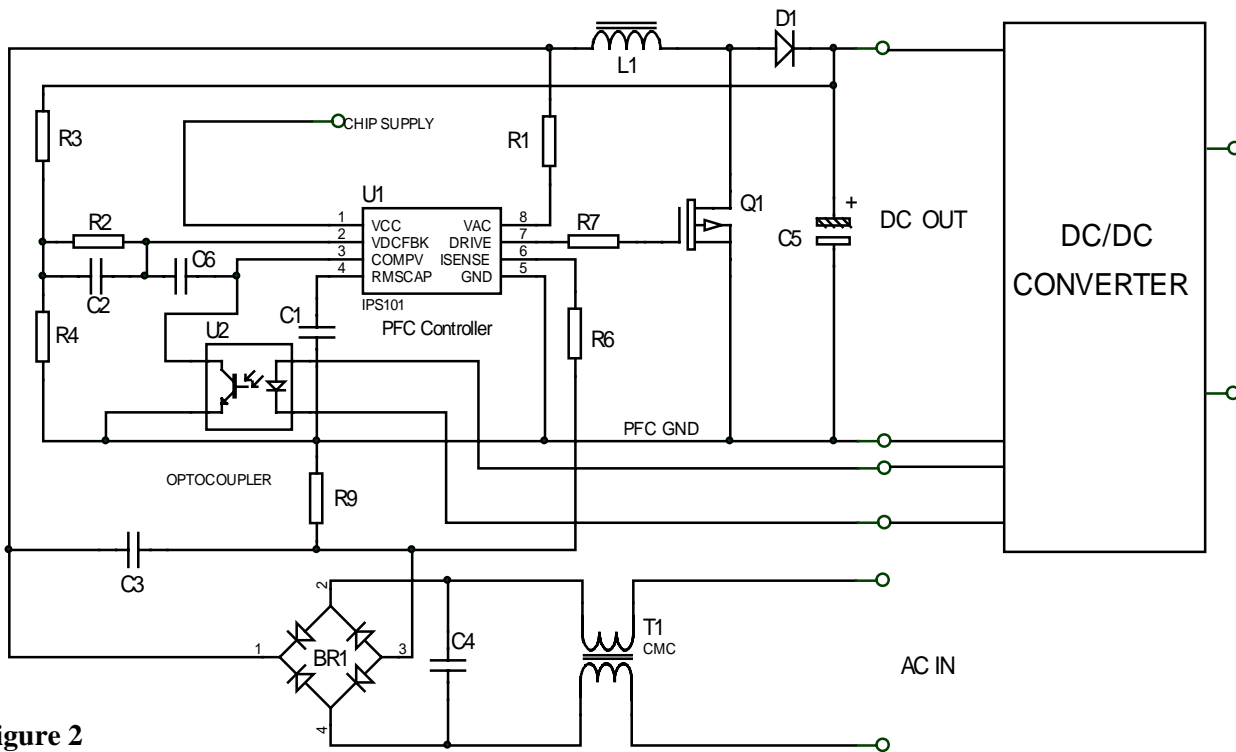 D1
L1
R3
CHIP SUPPLY
R1
U1
R2
1 VCC VAC 8
2 VDCFBK DRIVE 7
3 COMPV ISENSE 6
4 RMSCAP GND 5
R7
Q1
+
C5
DC OUT
DC/DC
CONVERTER
C6
C2
IPS101
PFC Controller
C1
R4
U2
R6
PFC GND
OPTOCOUPLER
R9
C3
2
1
BR1
3
4
C4
T1
CMC
AC IN
igure 2